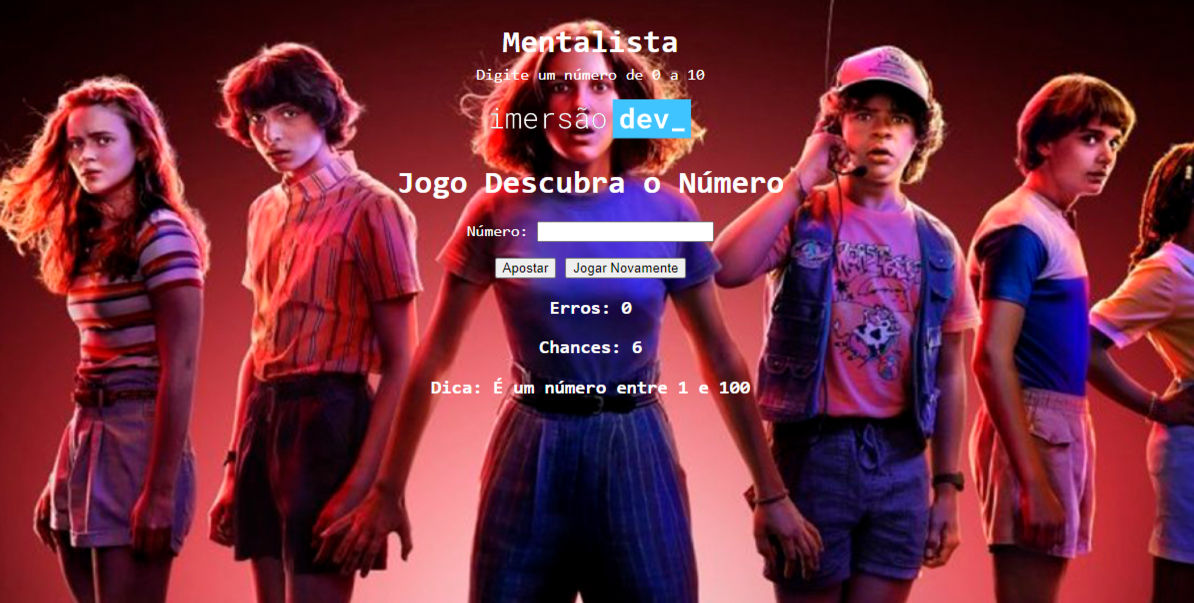 Mentalista
Digite um número de 0 a 10
imersão dev_
Jogo Descubra o Número
Número:
Apostar Jogar Novamente
Erros: 0
Chances: 6
Dica: É um número entre 1 e 100